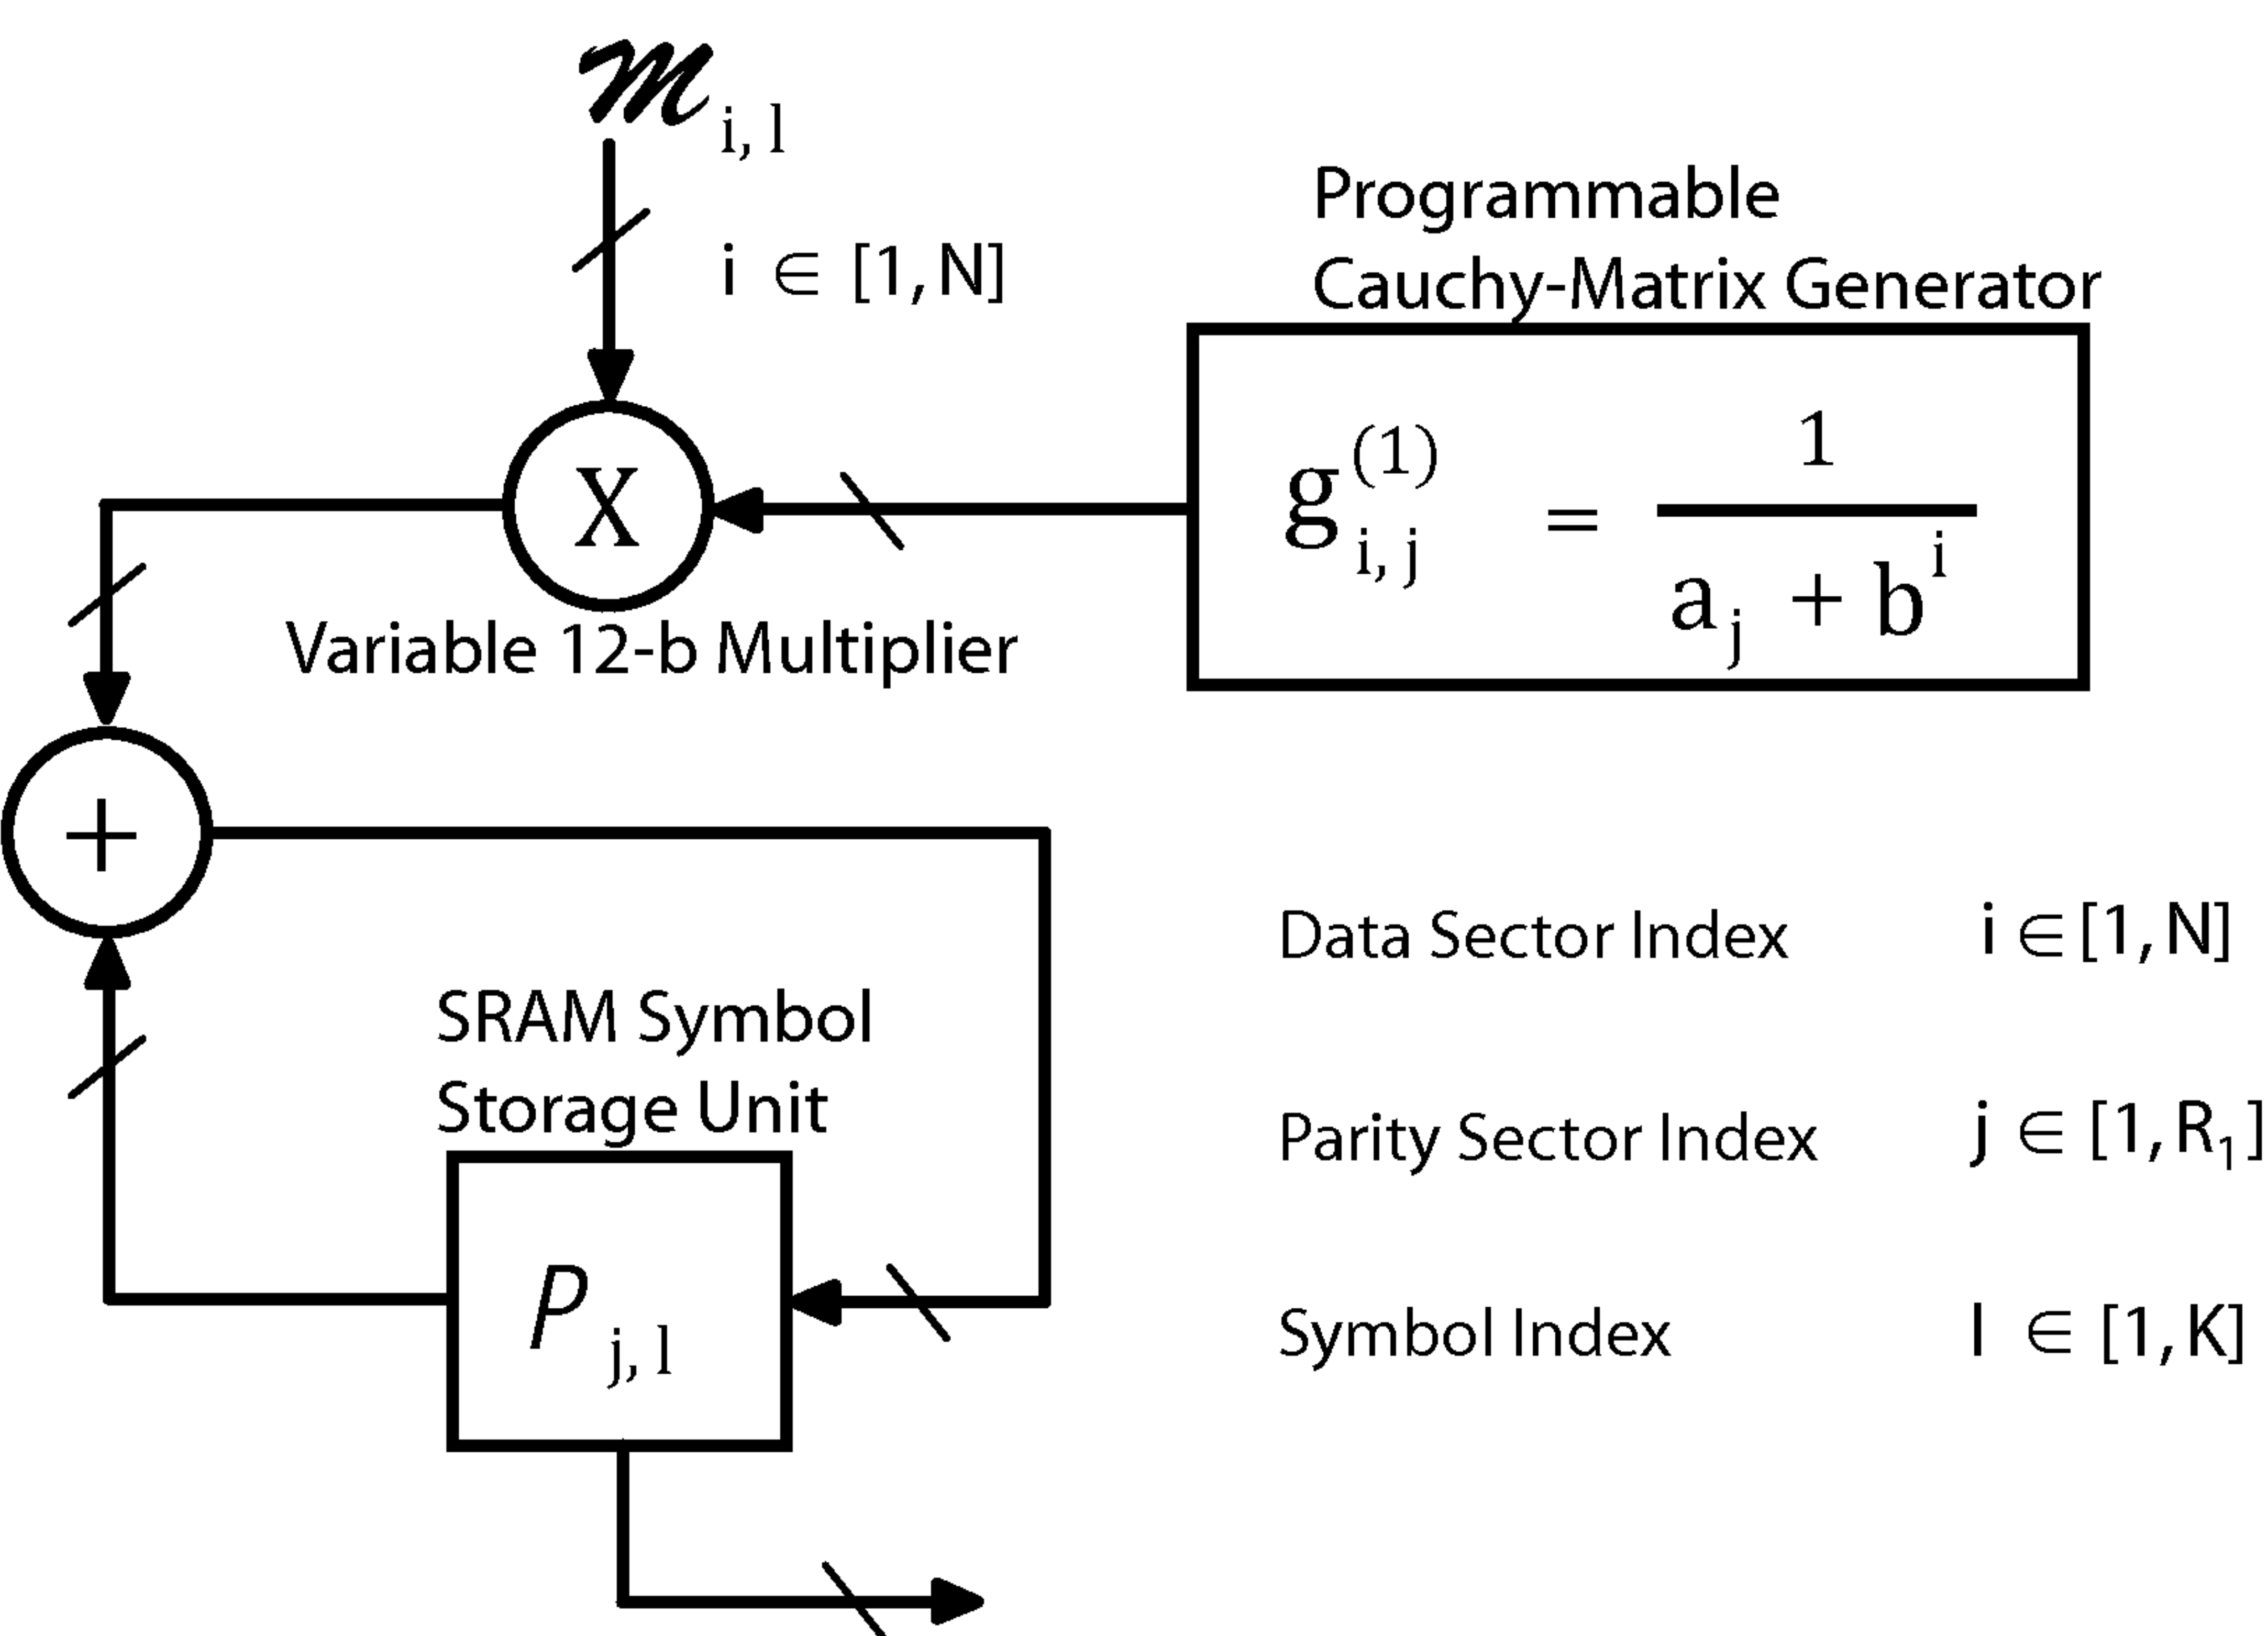 𝓂 i, l
i ∈ [1, N]
Programmable
Cauchy-Matrix Generator
g (1) i, j = 1 / a j + b i
X
Variable 12-b Multiplier
+
SRAM Symbol
Storage Unit
P j, l
Data Sector Index i ∈ [1, N]
Parity Sector Index j ∈ [1, R₁]
Symbol Index l ∈ [1, K]